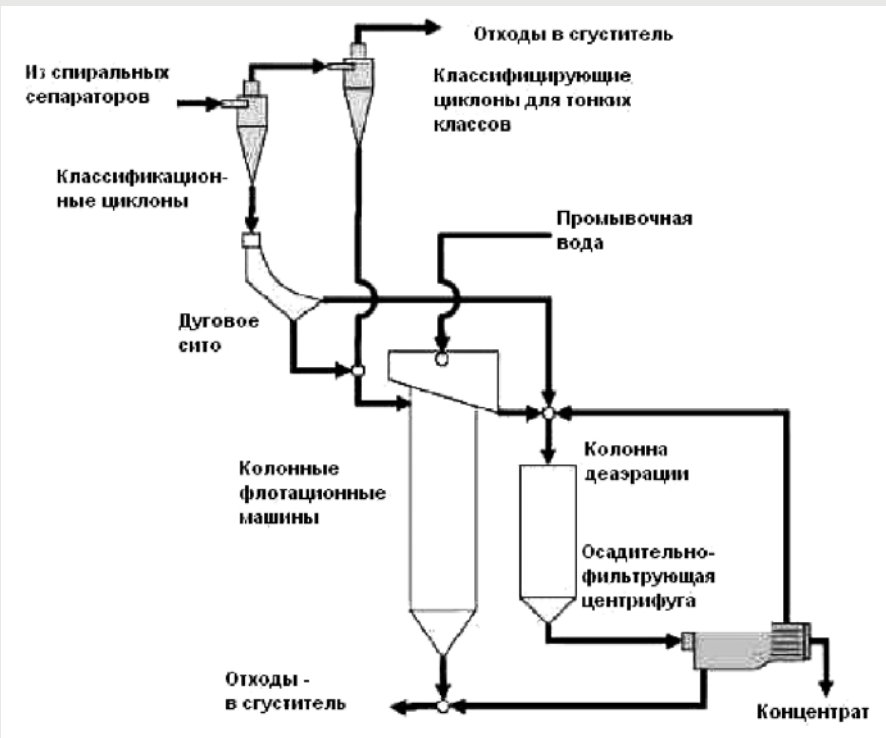 Отходы в сгуститель
Из спиральных
сепараторов
Классифицирующие
циклоны для тонких
классов
Классификацион-
ные циклоны
Промывочная
вода
Дуговое
сито
Колонна
деаэрации
Колонные
флотационные
машины
Осадительно-
фильтрующая
центрифуга
Отходы -
в сгуститель
Концентрат